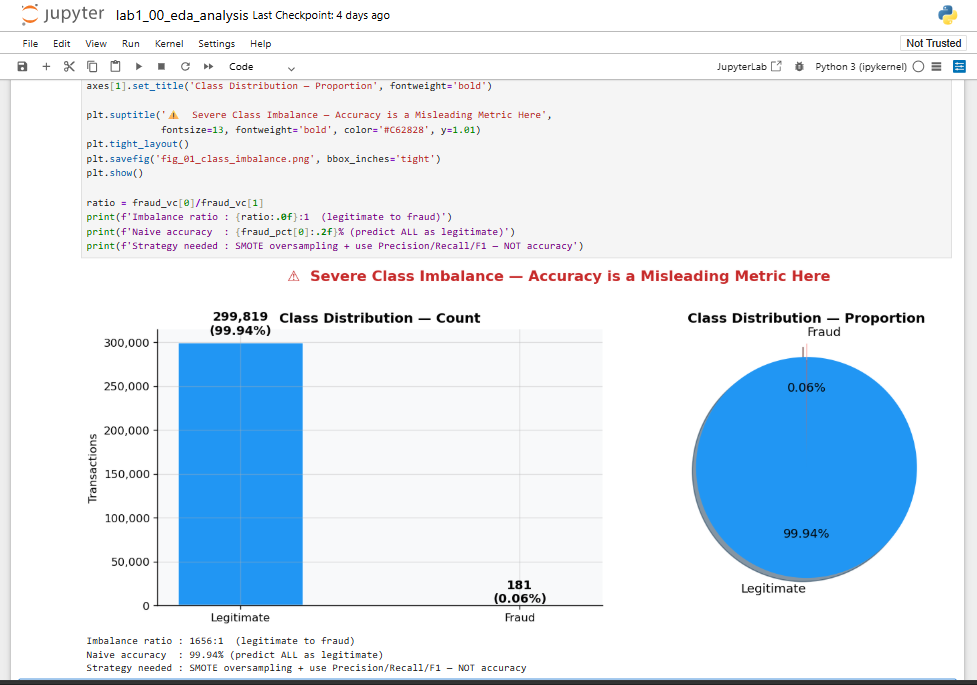 jupyter lab1_00_eda_analysis Last Checkpoint: 4 days ago
File Edit View Run Kernel Settings Help Not Trusted
Code JupyterLab Python 3 (ipykernel)
axes[1].set_title('Class Distribution — Proportion', fontweight='bold')
plt.suptitle('⚠️  Severe Class Imbalance — Accuracy is a Misleading Metric Here',
fontsize=13, fontweight='bold', color='#C62828', y=1.01)
plt.tight_layout()
plt.savefig('fig_01_class_imbalance.png', bbox_inches='tight')
plt.show()
ratio = fraud_vc[0]/fraud_vc[1]
print(f'Imbalance ratio : {ratio:.0f}:1  (legitimate to fraud)')
print(f'Naive accuracy  : {fraud_pct[0]:.2f}% (predict ALL as legitimate)')
print(f'Strategy needed : SMOTE oversampling + use Precision/Recall/F1 — NOT accuracy')
⚠ Severe Class Imbalance — Accuracy is a Misleading Metric Here
Class Distribution — Count
299,819
(99.94%)
300,000
250,000
200,000
150,000
100,000
50,000
0
Transactions
181
(0.06%)
Legitimate
Fraud
Class Distribution — Proportion
Fraud
0.06%
99.94%
Legitimate
Imbalance ratio : 1656:1  (legitimate to fraud)
Naive accuracy  : 99.94% (predict ALL as legitimate)
Strategy needed : SMOTE oversampling + use Precision/Recall/F1 — NOT accuracy